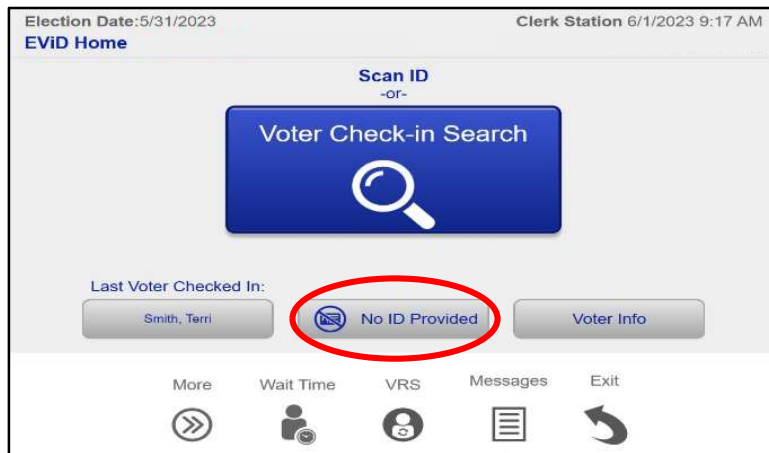 Election Date:5/31/2023 Clerk Station 6/1/2023 9:17 AM
EViD Home
Scan ID
-or-
Voter Check-in Search
Last Voter Checked In:
Smith, Terri No ID Provided Voter Info
More Wait Time VRS Messages Exit